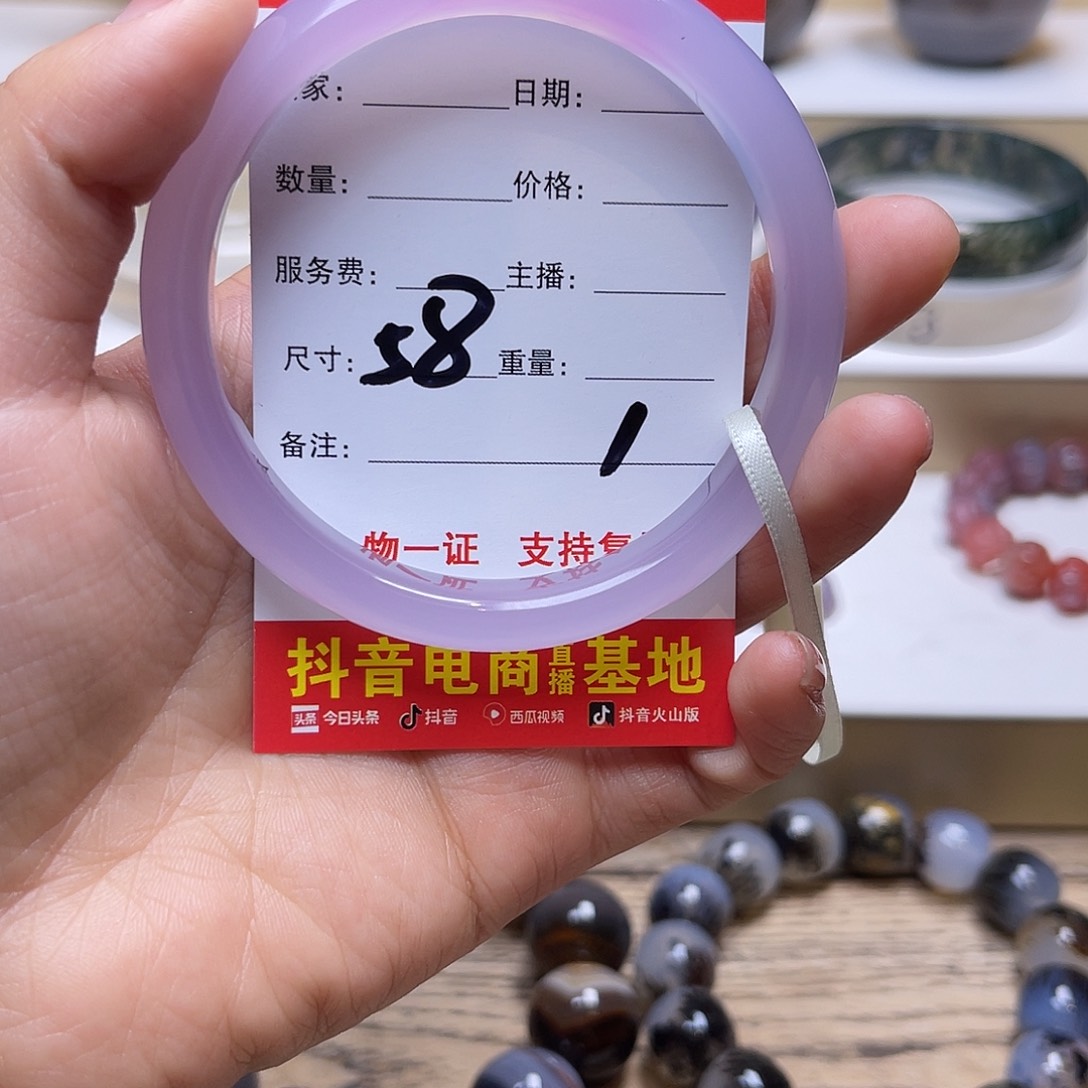 家： 日期：
数量： 价格：
服务费： 主播：
尺寸：58 重量：
备注： 1
物一证 支持复
抖音电商直播基地
头条 今日头条 抖音 西瓜视频 抖音火山版